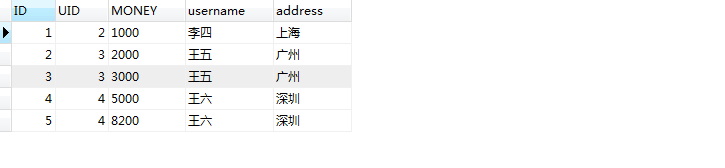 ID UID MONEY username address
1 2 1000 李四 上海
2 3 2000 王五 广州
3 3 3000 王五 广州
4 4 5000 王六 深圳
5 4 8200 王六 深圳